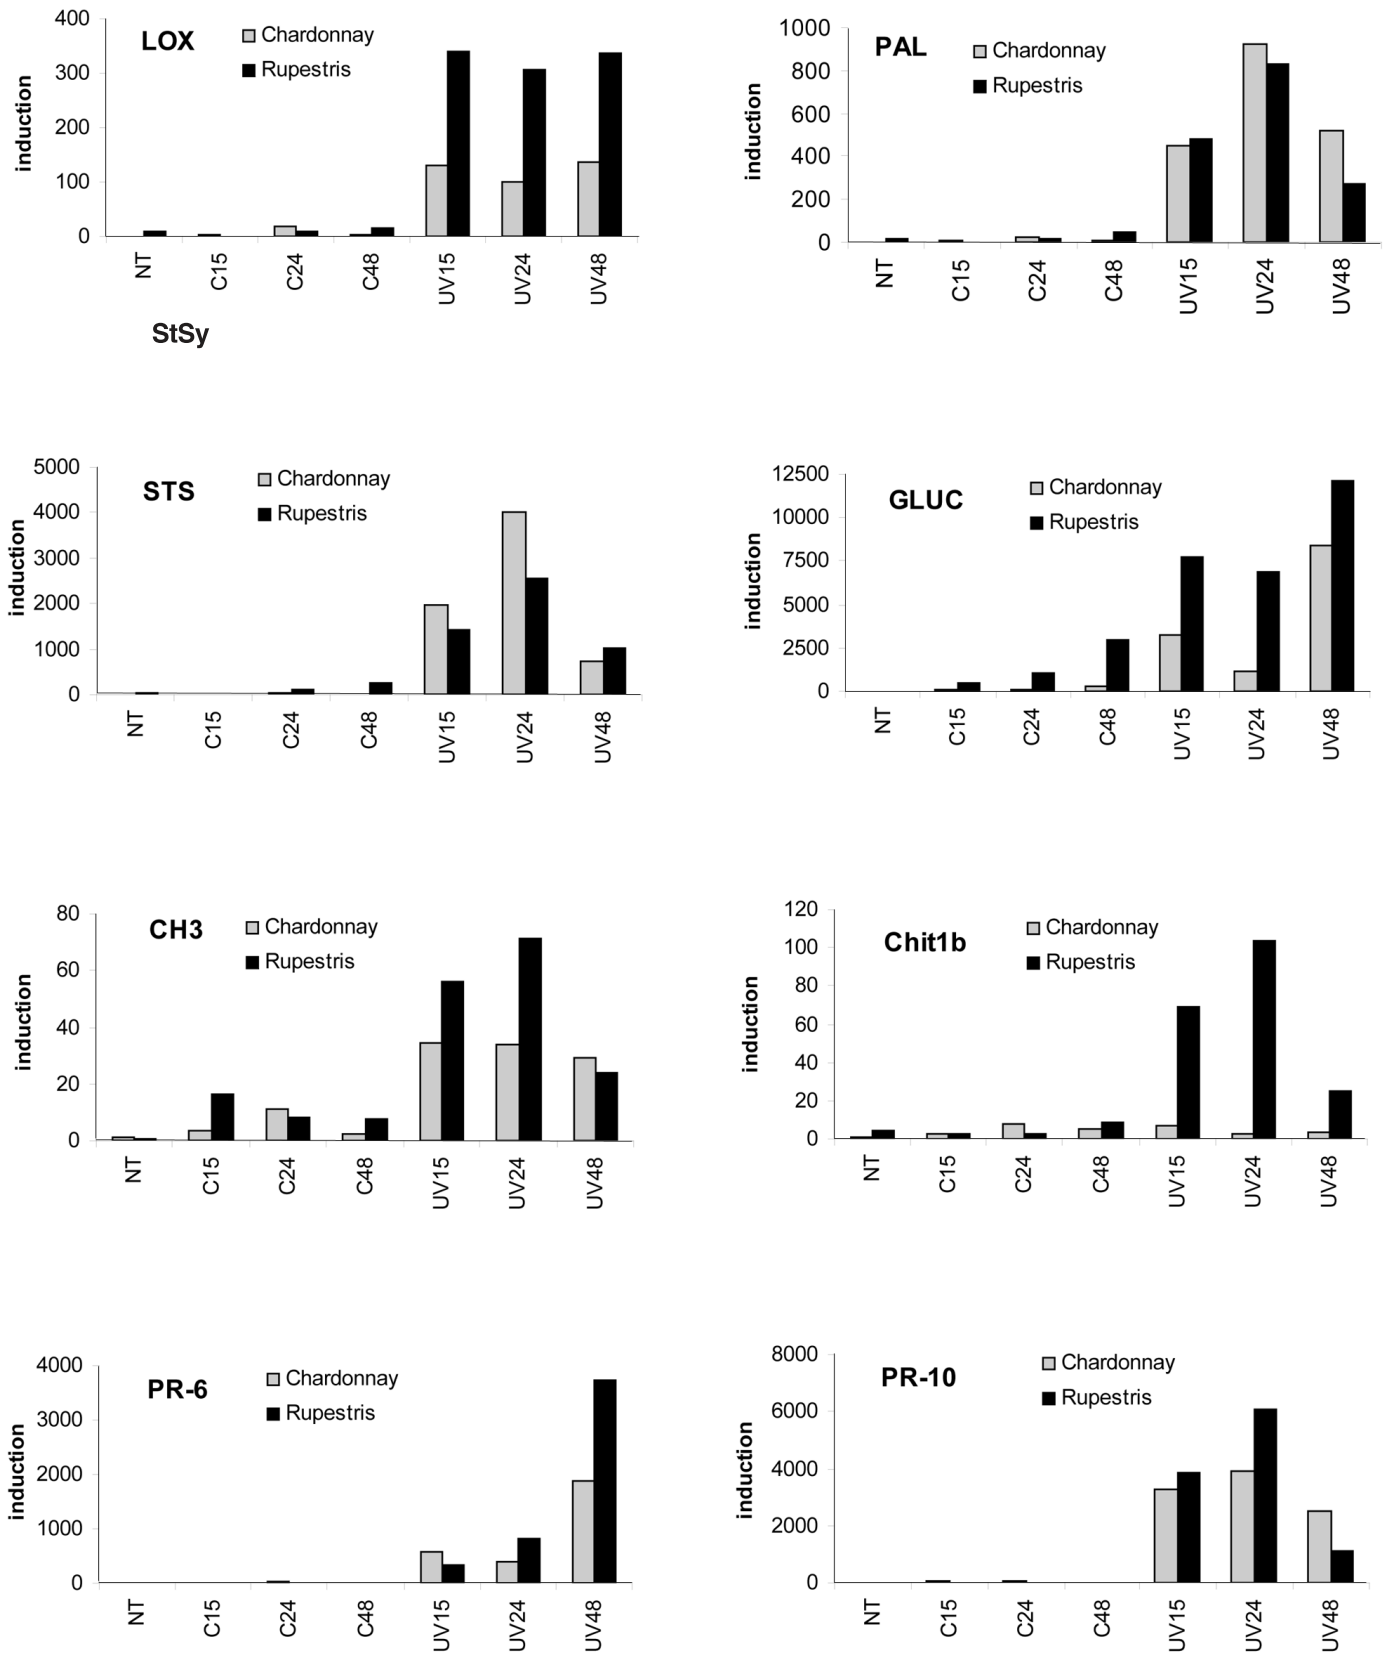 LOX
Chardonnay
Rupestris
induction
400
300
200
100
0
NT
C15
C24
C48
UV15
UV24
UV48
StSy
PAL
Chardonnay
Rupestris
induction
1000
800
600
400
200
0
NT
C15
C24
C48
UV15
UV24
UV48
STS
Chardonnay
Rupestris
induction
5000
4000
3000
2000
1000
0
NT
C15
C24
C48
UV15
UV24
UV48
GLUC
Chardonnay
Rupestris
induction
12500
10000
7500
5000
2500
0
NT
C15
C24
C48
UV15
UV24
UV48
CH3
Chardonnay
Rupestris
induction
80
60
40
20
0
NT
C15
C24
C48
UV15
UV24
UV48
Chit1b
Chardonnay
Rupestris
induction
120
100
80
60
40
20
0
NT
C15
C24
C48
UV15
UV24
UV48
PR-6
Chardonnay
Rupestris
induction
4000
3000
2000
1000
0
NT
C15
C24
C48
UV15
UV24
UV48
PR-10
Chardonnay
Rupestris
induction
8000
6000
4000
2000
0
NT
C15
C24
C48
UV15
UV24
UV48